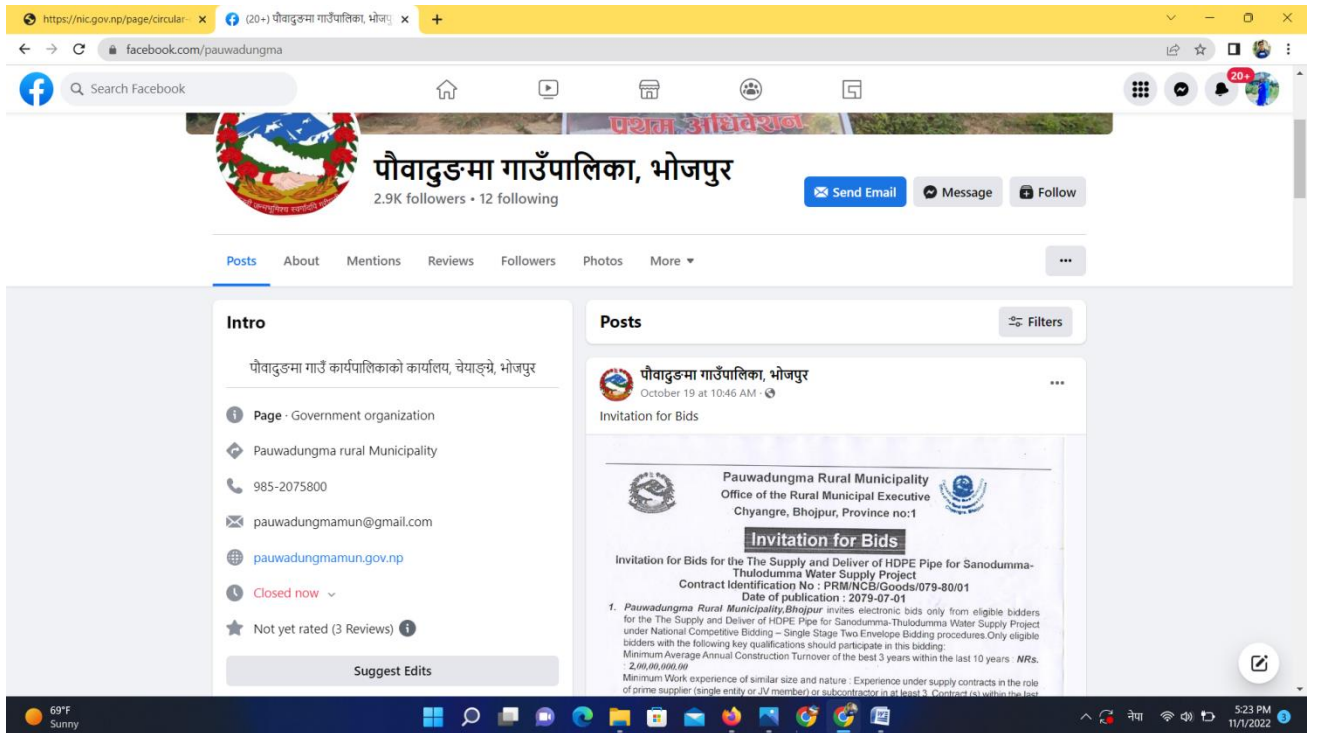 https://nic.gov.np/page/circular-
(20+) पौवादुङमा गाउँपालिका, भोजपु
facebook.com/pauwadungma
Search Facebook
20+
प्रथम अधिवेशन
पौवादुङमा गाउँपालिका, भोजपुर
2.9K followers • 12 following
Send Email
Message
Follow
Posts About Mentions Reviews Followers Photos More
Intro
पौवादुङमा गाउँ कार्यपालिकाको कार्यालय, चेयाङ्ग्रे, भोजपुर
Page · Government organization
Pauwadungma rural Municipality
985-2075800
pauwadungmamun@gmail.com
pauwadungmamun.gov.np
Closed now
Not yet rated (3 Reviews)
Suggest Edits
Posts
Filters
पौवादुङमा गाउँपालिका, भोजपुर
October 19 at 10:46 AM ·
Invitation for Bids
Pauwadungma Rural Municipality
Office of the Rural Municipal Executive
Chyangre, Bhojpur, Province no:1
Invitation for Bids
Invitation for Bids for the The Supply and Deliver of HDPE Pipe for Sanodumma-
Thulodumma Water Supply Project
Contract Identification No : PRM/NCB/Goods/079-80/01
Date of publication : 2079-07-01
1. Pauwadungma Rural Municipality,Bhojpur invites electronic bids only from eligible bidders
for the The Supply and Deliver of HDPE Pipe for Sanodumma-Thulodumma Water Supply Project
under National Competitive Bidding – Single Stage Two Envelope Bidding procedures.Only eligible
bidders with the following key qualifications should participate in this bidding:
Minimum Average Annual Construction Turnover of the best 3 years within the last 10 years : NRs.
: 2,00,00,000.00
Minimum Work experience of similar size and nature : Experience under supply contracts in the role
of prime supplier (single entity or JV member) or subcontractor in at least 3 Contract (s) within the last
69°F
Sunny
नेपा
5:23 PM
11/1/2022
3